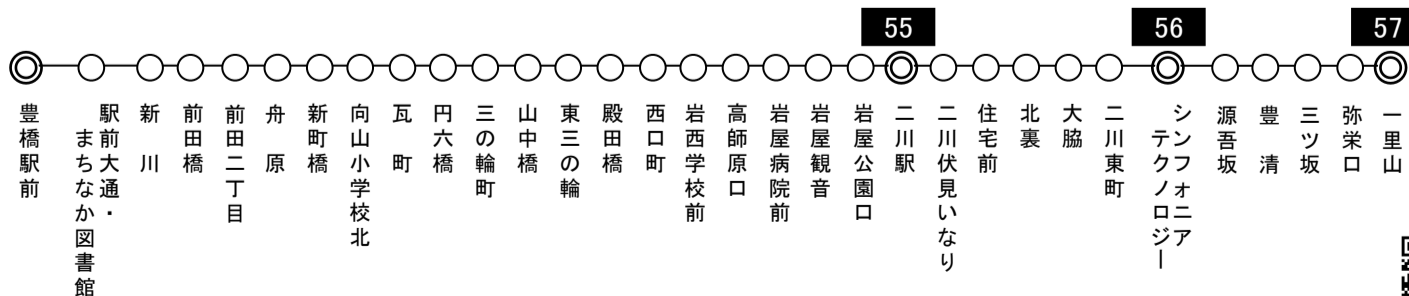 55
56
57
豊橋駅前
駅前大通・
まちなか図書館
新川
前田橋
前田二丁目
舟原
新町橋
向山小学校北
瓦町
円六橋
三の輪町
山中橋
東三の輪
殿田橋
西口町
岩西学校前
高師原口
岩屋病院前
岩屋観音
岩屋公園口
二川駅
二川伏見いなり
住宅前
北裏
大脇
二川東町
シンフォニア
テクノロジー
源吾坂
豊清
三ツ坂
弥栄口
一里山